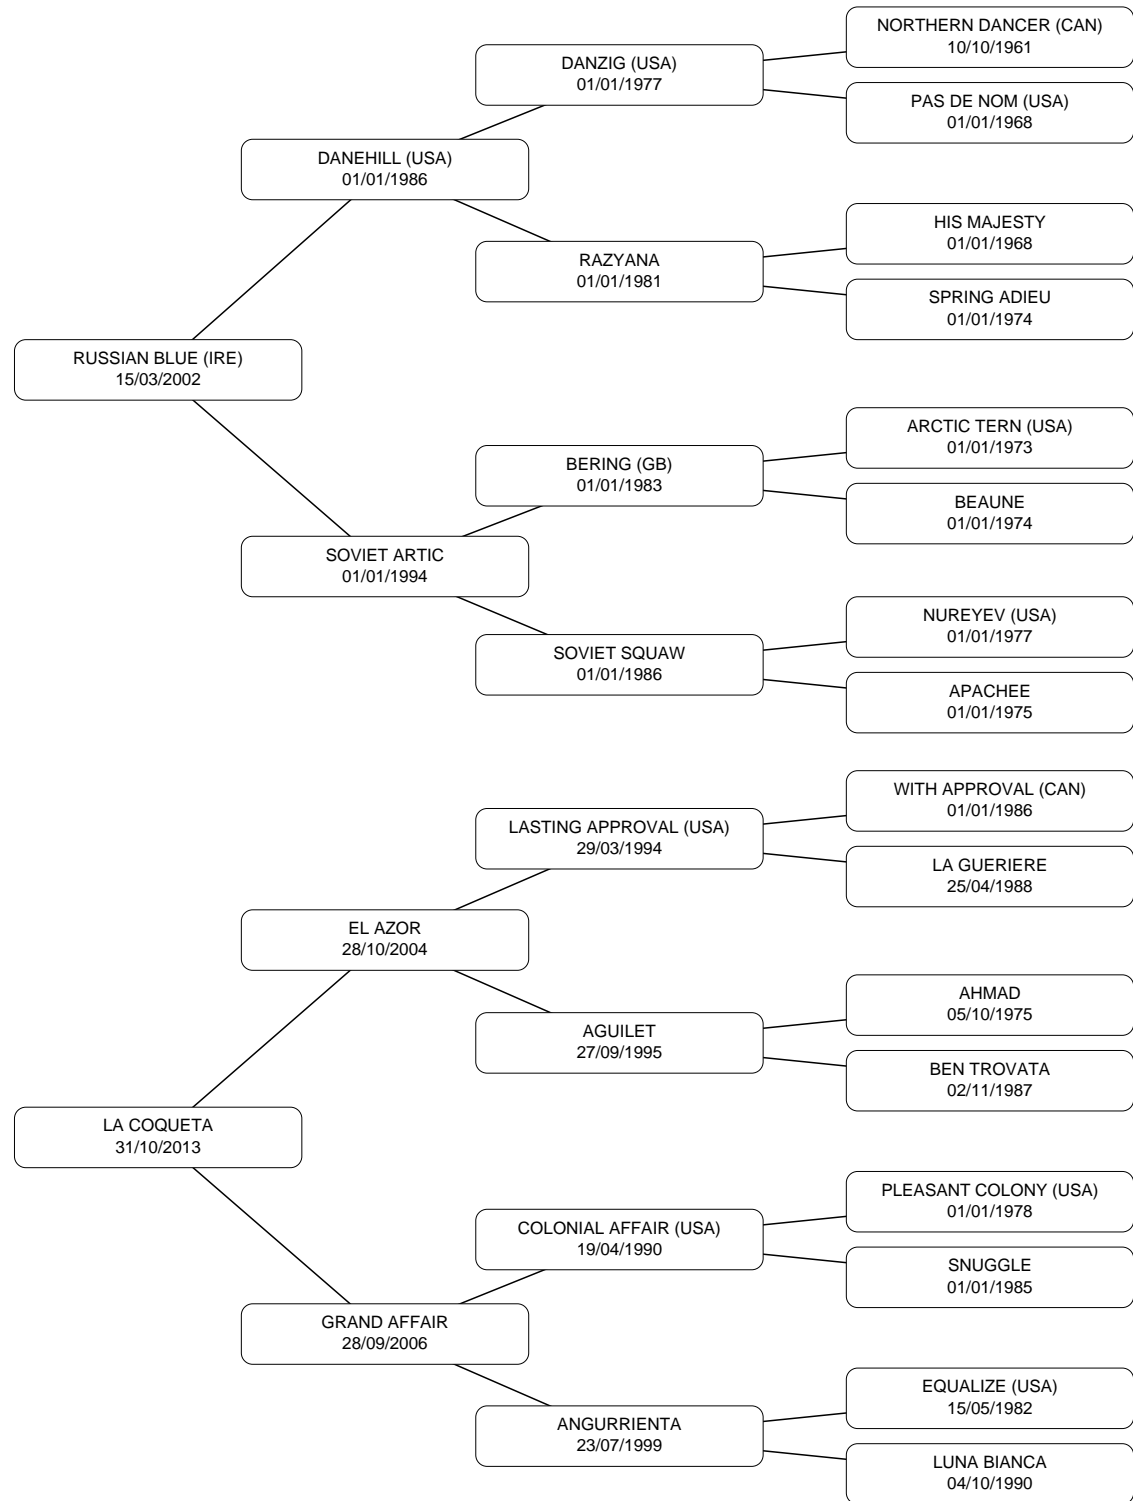 NORTHERN DANCER (CAN)
10/10/1961
DANZIG (USA)
01/01/1977
PAS DE NOM (USA)
01/01/1968
DANEHILL (USA)
01/01/1986
HIS MAJESTY
01/01/1968
RAZYANA
01/01/1981
SPRING ADIEU
01/01/1974
RUSSIAN BLUE (IRE)
15/03/2002
ARCTIC TERN (USA)
01/01/1973
BERING (GB)
01/01/1983
BEAUNE
01/01/1974
SOVIET ARTIC
01/01/1994
NUREYEV (USA)
01/01/1977
SOVIET SQUAW
01/01/1986
APACHEE
01/01/1975
WITH APPROVAL (CAN)
01/01/1986
LASTING APPROVAL (USA)
29/03/1994
LA GUERIERE
25/04/1988
EL AZOR
28/10/2004
AHMAD
05/10/1975
AGUILET
27/09/1995
BEN TROVATA
02/11/1987
LA COQUETA
31/10/2013
PLEASANT COLONY (USA)
01/01/1978
COLONIAL AFFAIR (USA)
19/04/1990
SNUGGLE
01/01/1985
GRAND AFFAIR
28/09/2006
EQUALIZE (USA)
15/05/1982
ANGURRIENTA
23/07/1999
LUNA BIANCA
04/10/1990